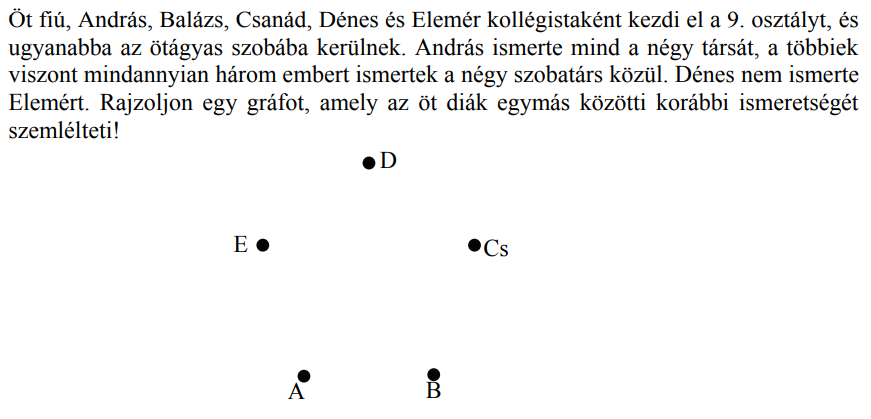 Öt fiú, András, Balázs, Csanád, Dénes és Elemér kollégistaként kezdi el a 9. osztályt, és
ugyanabba az ötágyas szobába kerülnek. András ismerte mind a négy társát, a többiek
viszont mindannyian három embert ismertek a négy szobatárs közül. Dénes nem ismerte
Elemért. Rajzoljon egy gráfot, amely az öt diák egymás közötti korábbi ismeretségét
szemlélteti!
D
E
Cs
A
B